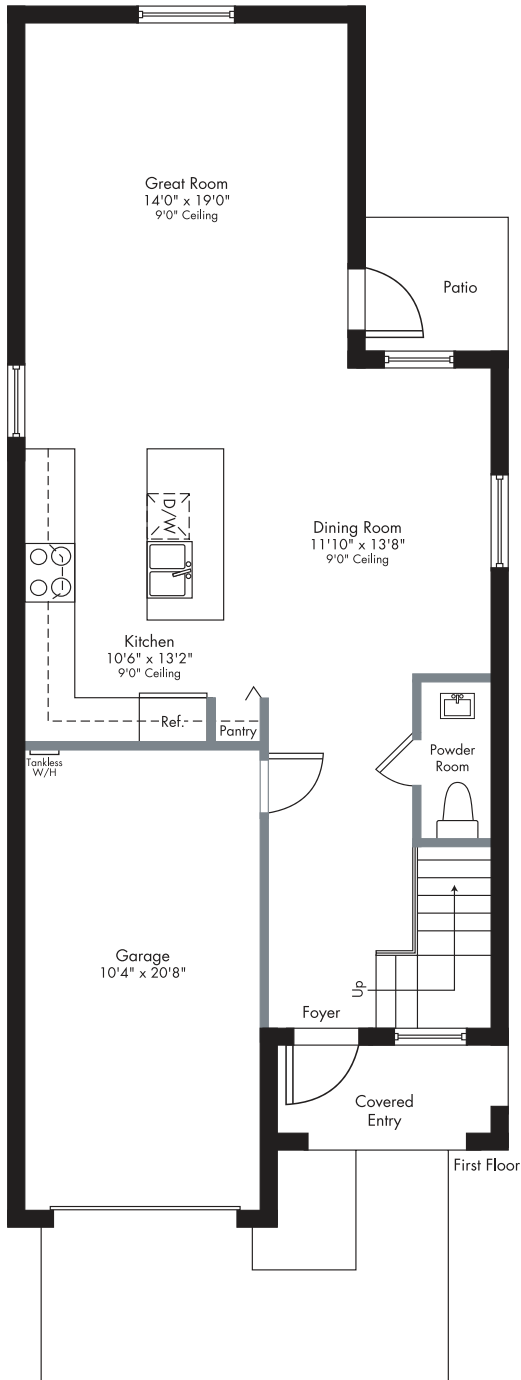 Great Room
14'0" x 19'0"
9'0" Ceiling
Patio
D/W
Dining Room
11'10" x 13'8"
9'0" Ceiling
Kitchen
10'6" x 13'2"
9'0" Ceiling
Ref.
Pantry
Powder
Room
Tankless
W/H
Garage
10'4" x 20'8"
Up
Foyer
Covered
Entry
First Floor